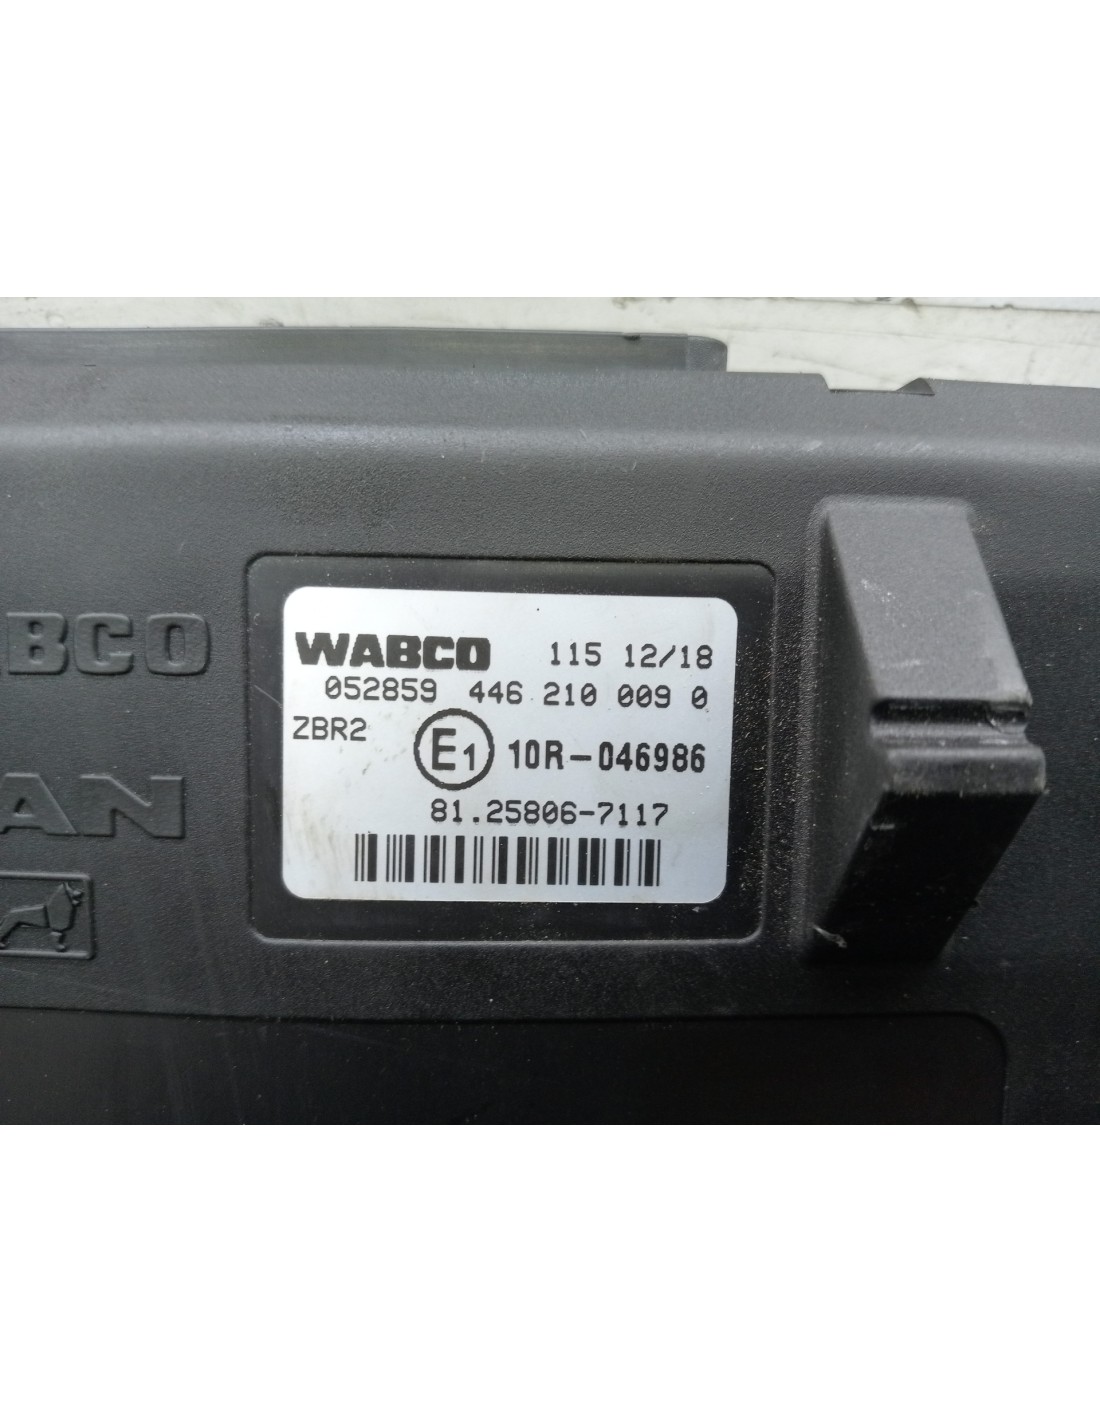 WABCO 115 12/18
052859 446 210 009 0
ZBR2 E1 10R-046986
81.25806-7117
BCO
AN